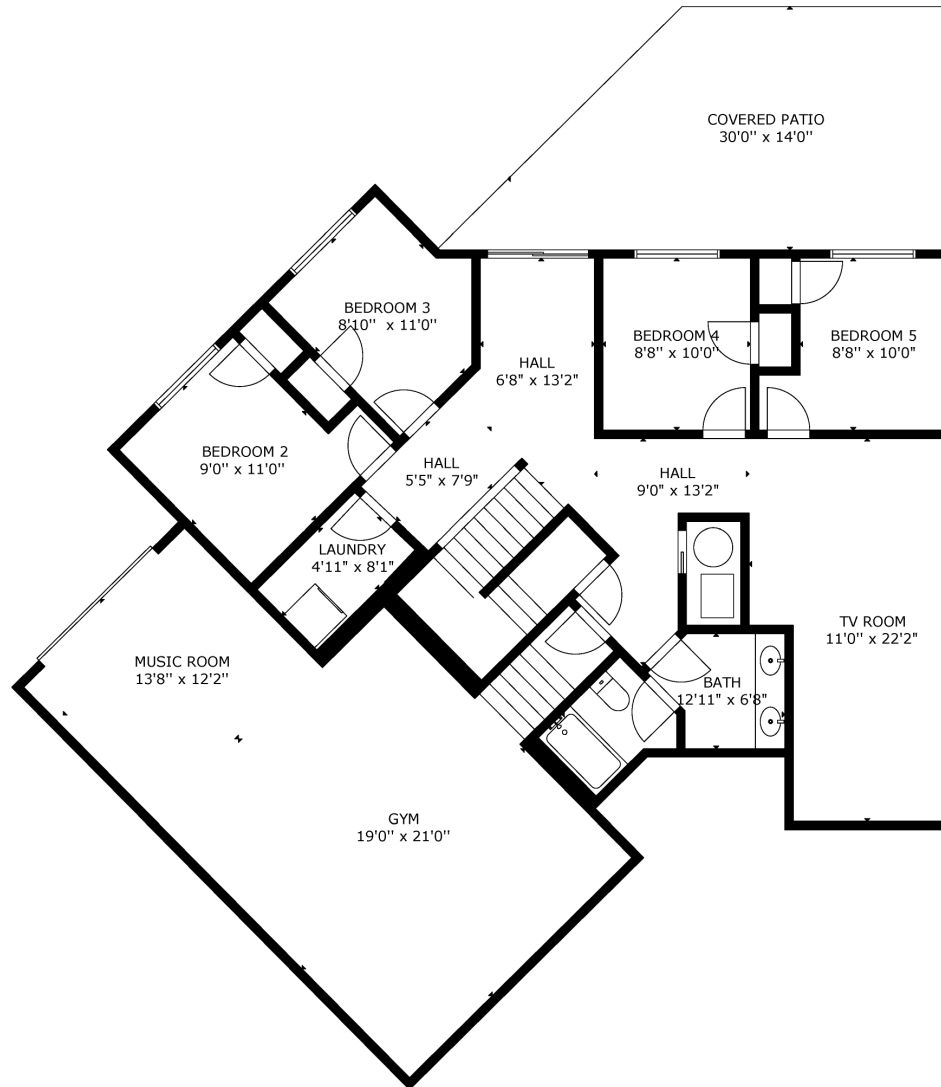 COVERED PATIO
30'0'' x 14'0''
BEDROOM 3
8'10'' x 11'0''
BEDROOM 4
8'8'' x 10'0''
BEDROOM 5
8'8'' x 10'0''
HALL
6'8" x 13'2"
BEDROOM 2
9'0'' x 11'0''
HALL
5'5" x 7'9"
HALL
9'0" x 13'2"
LAUNDRY
4'11" x 8'1"
TV ROOM
11'0'' x 22'2''
MUSIC ROOM
13'8'' x 12'2''
BATH
12'11" x 6'8"
GYM
19'0'' x 21'0''